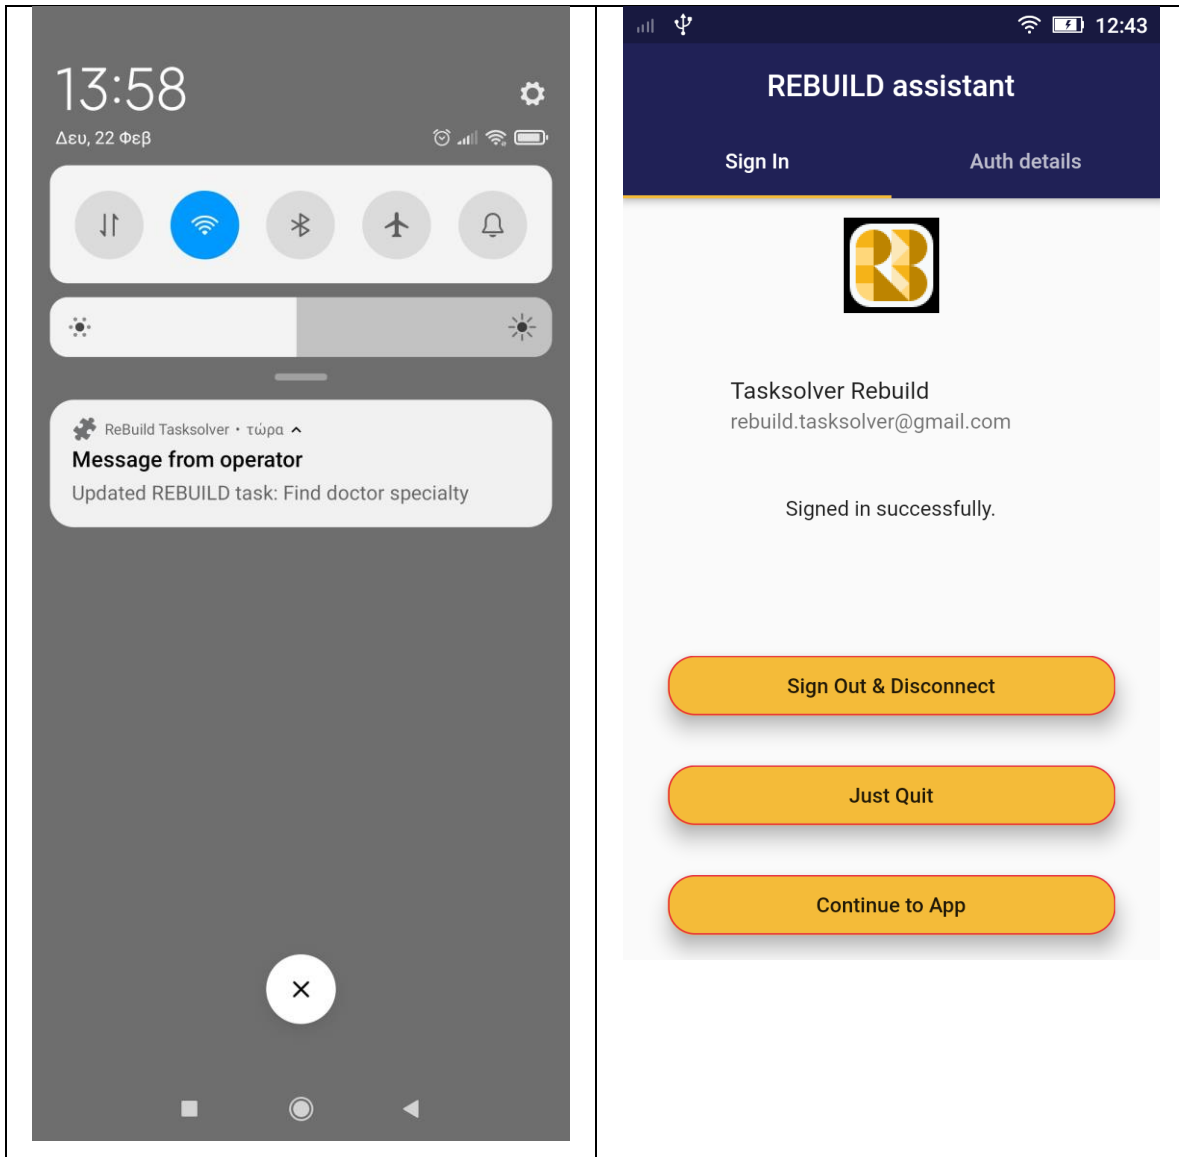 13:58
Δευ, 22 Φεβ
ReBuild Tasksolver • τώρα
Message from operator
Updated REBUILD task: Find doctor specialty
12:43
REBUILD assistant
Sign In
Auth details
RB
Tasksolver Rebuild
rebuild.tasksolver@gmail.com
Signed in successfully.
Sign Out & Disconnect
Just Quit
Continue to App